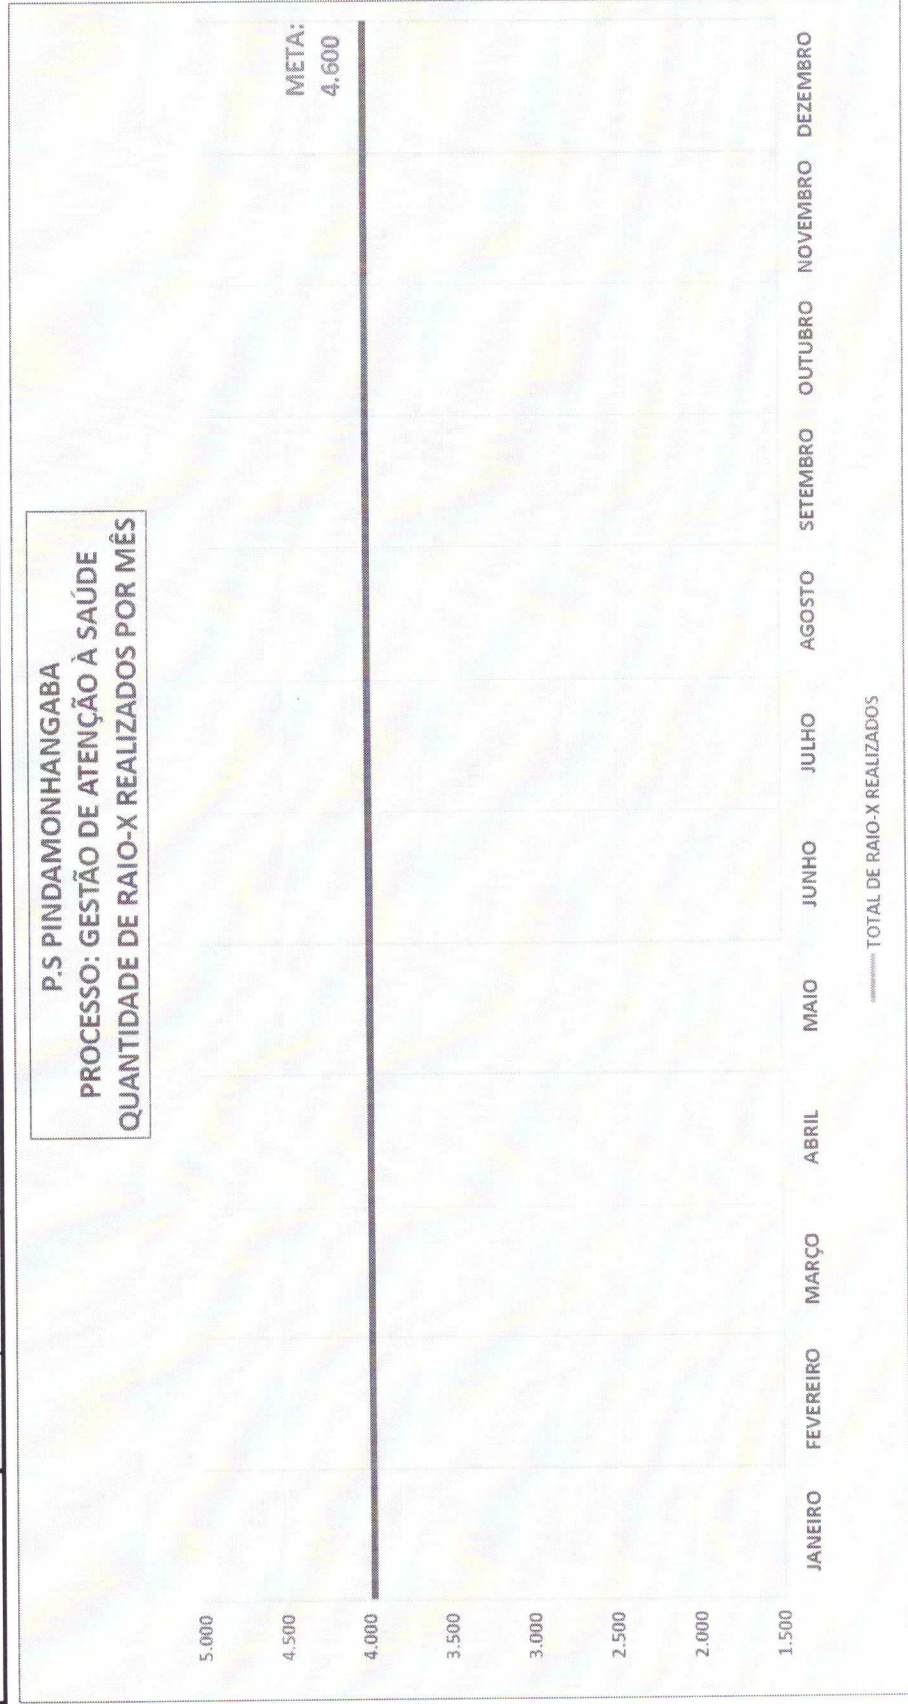 P.S PINDAMONHANGABA
PROCESSO: GESTÃO DE ATENÇÃO À SAÚDE
QUANTIDADE DE RAIO-X REALIZADOS POR MÊS
META:
4.600
5.000
4.500
4.000
3.500
3.000
2.500
2.000
1.500
JANEIRO FEVEREIRO MARÇO ABRIL MAIO JUNHO JULHO AGOSTO SETEMBRO OUTUBRO NOVEMBRO DEZEMBRO
TOTAL DE RAIO-X REALIZADOS